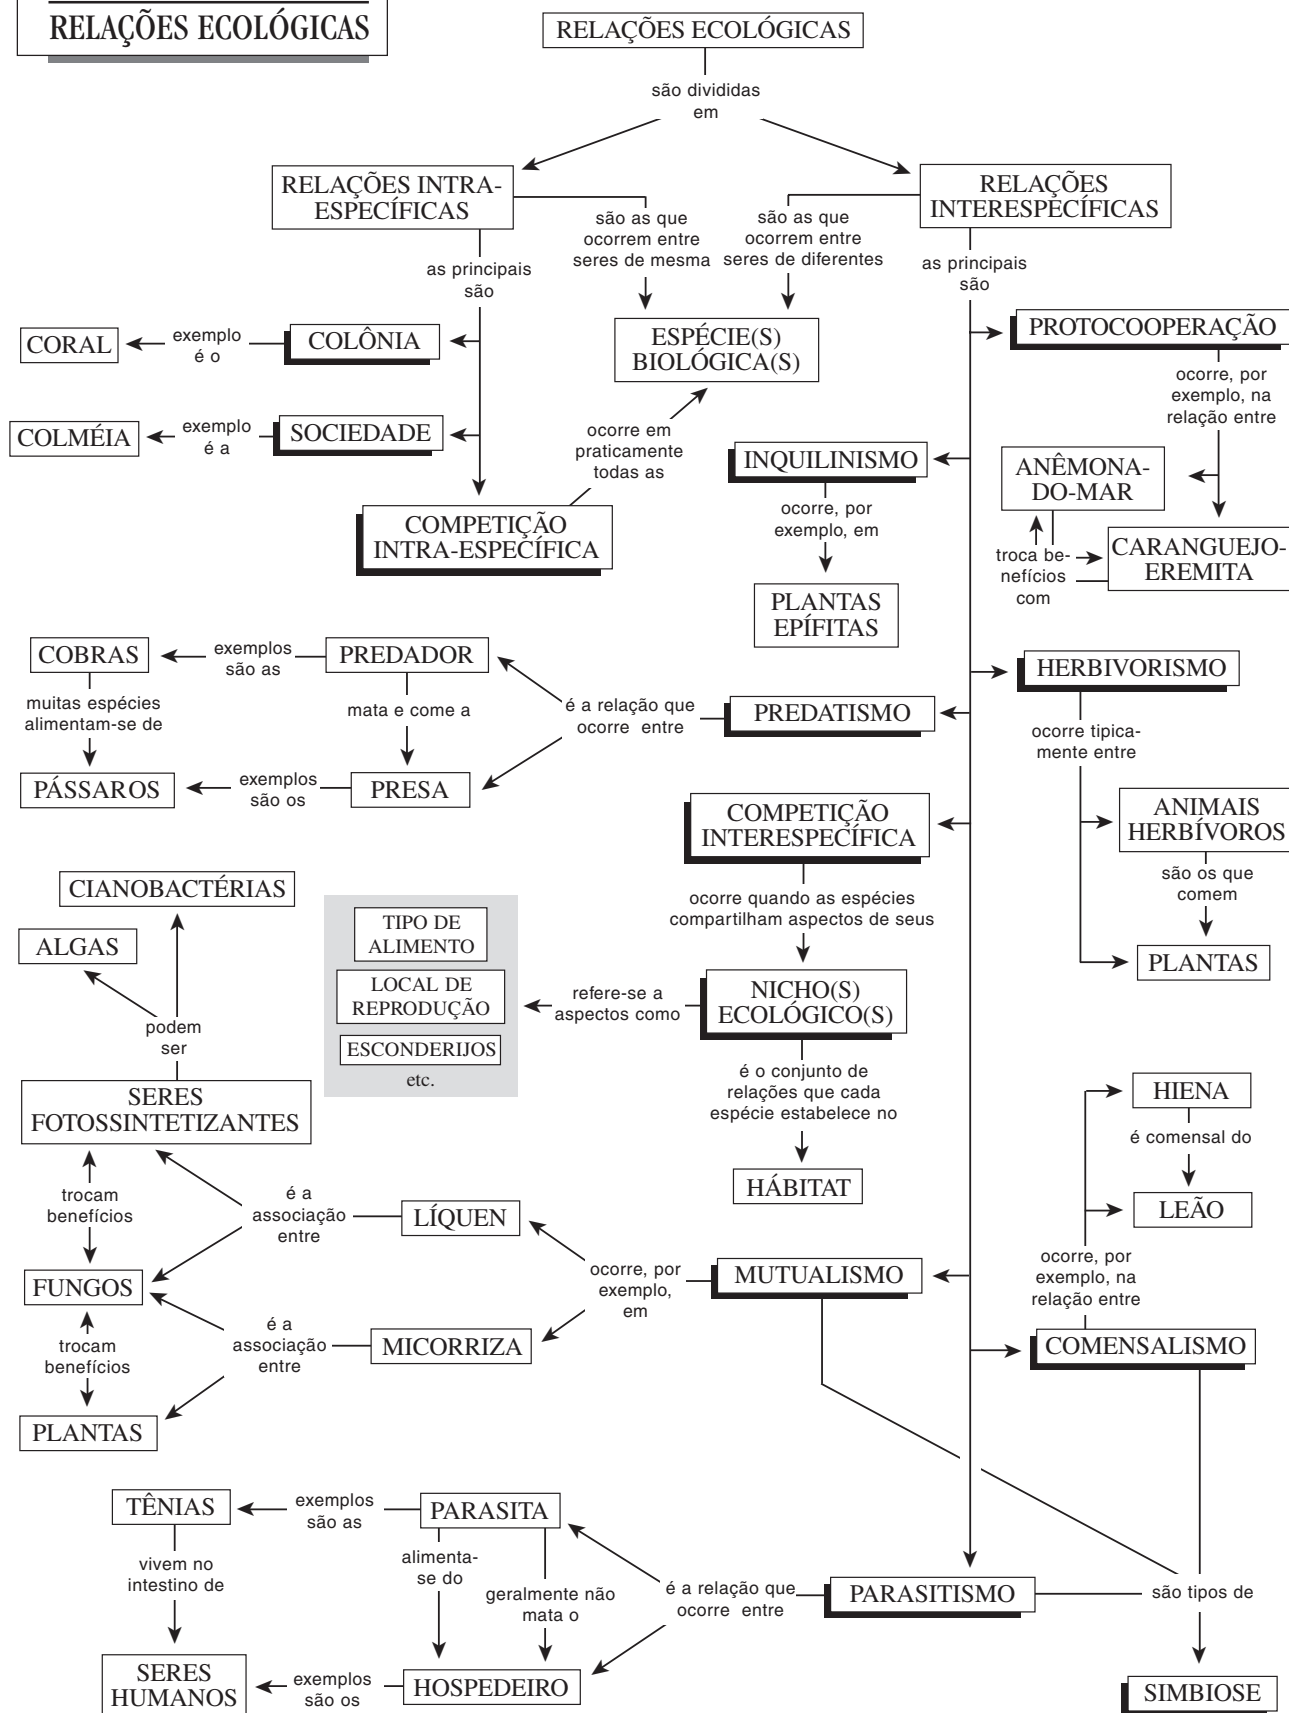 RELAÇÕES ECOLÓGICAS
RELAÇÕES ECOLÓGICAS
são divididas
em
RELAÇÕES INTRA-
ESPECÍFICAS
RELAÇÕES
INTERESPECÍFICAS
são as que
ocorrem entre
seres de mesma
são as que
ocorrem entre
seres de diferentes
as principais
são
as principais
são
ESPÉCIE(S)
BIOLÓGICA(S)
CORAL
exemplo
é o
COLÔNIA
COLMÉIA
exemplo
é a
SOCIEDADE
ocorre em
praticamente
todas as
COMPETIÇÃO
INTRA-ESPECÍFICA
PROTOCOOPERAÇÃO
ocorre, por
exemplo, na
relação entre
ANÊMONA-
DO-MAR
troca be-
nefícios
com
CARANGUEJO-
EREMITA
INQUILINISMO
ocorre, por
exemplo, em
PLANTAS
EPÍFITAS
COBRAS
exemplos
são as
PREDADOR
muitas espécies
alimentam-se de
mata e come a
é a relação que
ocorre entre
PREDATISMO
PÁSSAROS
exemplos
são os
PRESA
HERBIVORISMO
ocorre tipica-
mente entre
ANIMAIS
HERBÍVOROS
são os que
comem
PLANTAS
COMPETIÇÃO
INTERESPECÍFICA
ocorre quando as espécies
compartilham aspectos de seus
NICHO(S)
ECOLÓGICO(S)
refere-se a
aspectos como
TIPO DE
ALIMENTO
LOCAL DE
REPRODUÇÃO
ESCONDERIJOS
etc.
é o conjunto de
relações que cada
espécie estabelece no
HÁBITAT
CIANOBACTÉRIAS
ALGAS
podem
ser
SERES
FOTOSSINTETIZANTES
trocam
benefícios
é a
associação
entre
LÍQUEN
FUNGOS
trocam
benefícios
é a
associação
entre
MICORRIZA
PLANTAS
ocorre, por
exemplo,
em
MUTUALISMO
HIENA
é comensal do
LEÃO
ocorre, por
exemplo, na
relação entre
COMENSALISMO
TÊNIAS
exemplos
são as
PARASITA
vivem no
intestino de
alimenta-
se do
geralmente não
mata o
é a relação que
ocorre entre
PARASITISMO
são tipos de
SERES
HUMANOS
exemplos
são os
HOSPEDEIRO
SIMBIOSE